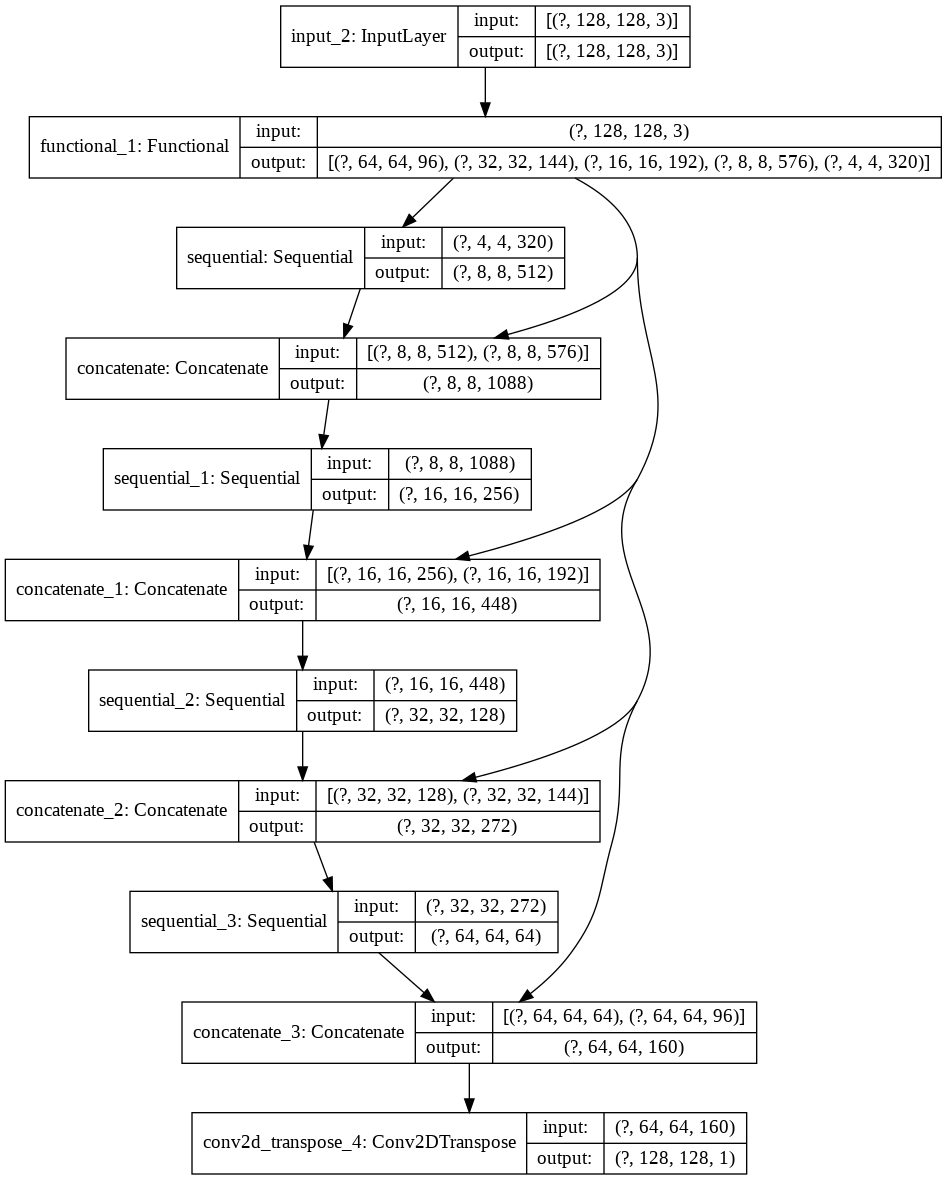 input_2: InputLayer
input: [(?, 128, 128, 3)]
output: [(?, 128, 128, 3)]
functional_1: Functional
input: (?, 128, 128, 3)
output: [(?, 64, 64, 96), (?, 32, 32, 144), (?, 16, 16, 192), (?, 8, 8, 576), (?, 4, 4, 320)]
sequential: Sequential
input: (?, 4, 4, 320)
output: (?, 8, 8, 512)
concatenate: Concatenate
input: [(?, 8, 8, 512), (?, 8, 8, 576)]
output: (?, 8, 8, 1088)
sequential_1: Sequential
input: (?, 8, 8, 1088)
output: (?, 16, 16, 256)
concatenate_1: Concatenate
input: [(?, 16, 16, 256), (?, 16, 16, 192)]
output: (?, 16, 16, 448)
sequential_2: Sequential
input: (?, 16, 16, 448)
output: (?, 32, 32, 128)
concatenate_2: Concatenate
input: [(?, 32, 32, 128), (?, 32, 32, 144)]
output: (?, 32, 32, 272)
sequential_3: Sequential
input: (?, 32, 32, 272)
output: (?, 64, 64, 64)
concatenate_3: Concatenate
input: [(?, 64, 64, 64), (?, 64, 64, 96)]
output: (?, 64, 64, 160)
conv2d_transpose_4: Conv2DTranspose
input: (?, 64, 64, 160)
output: (?, 128, 128, 1)